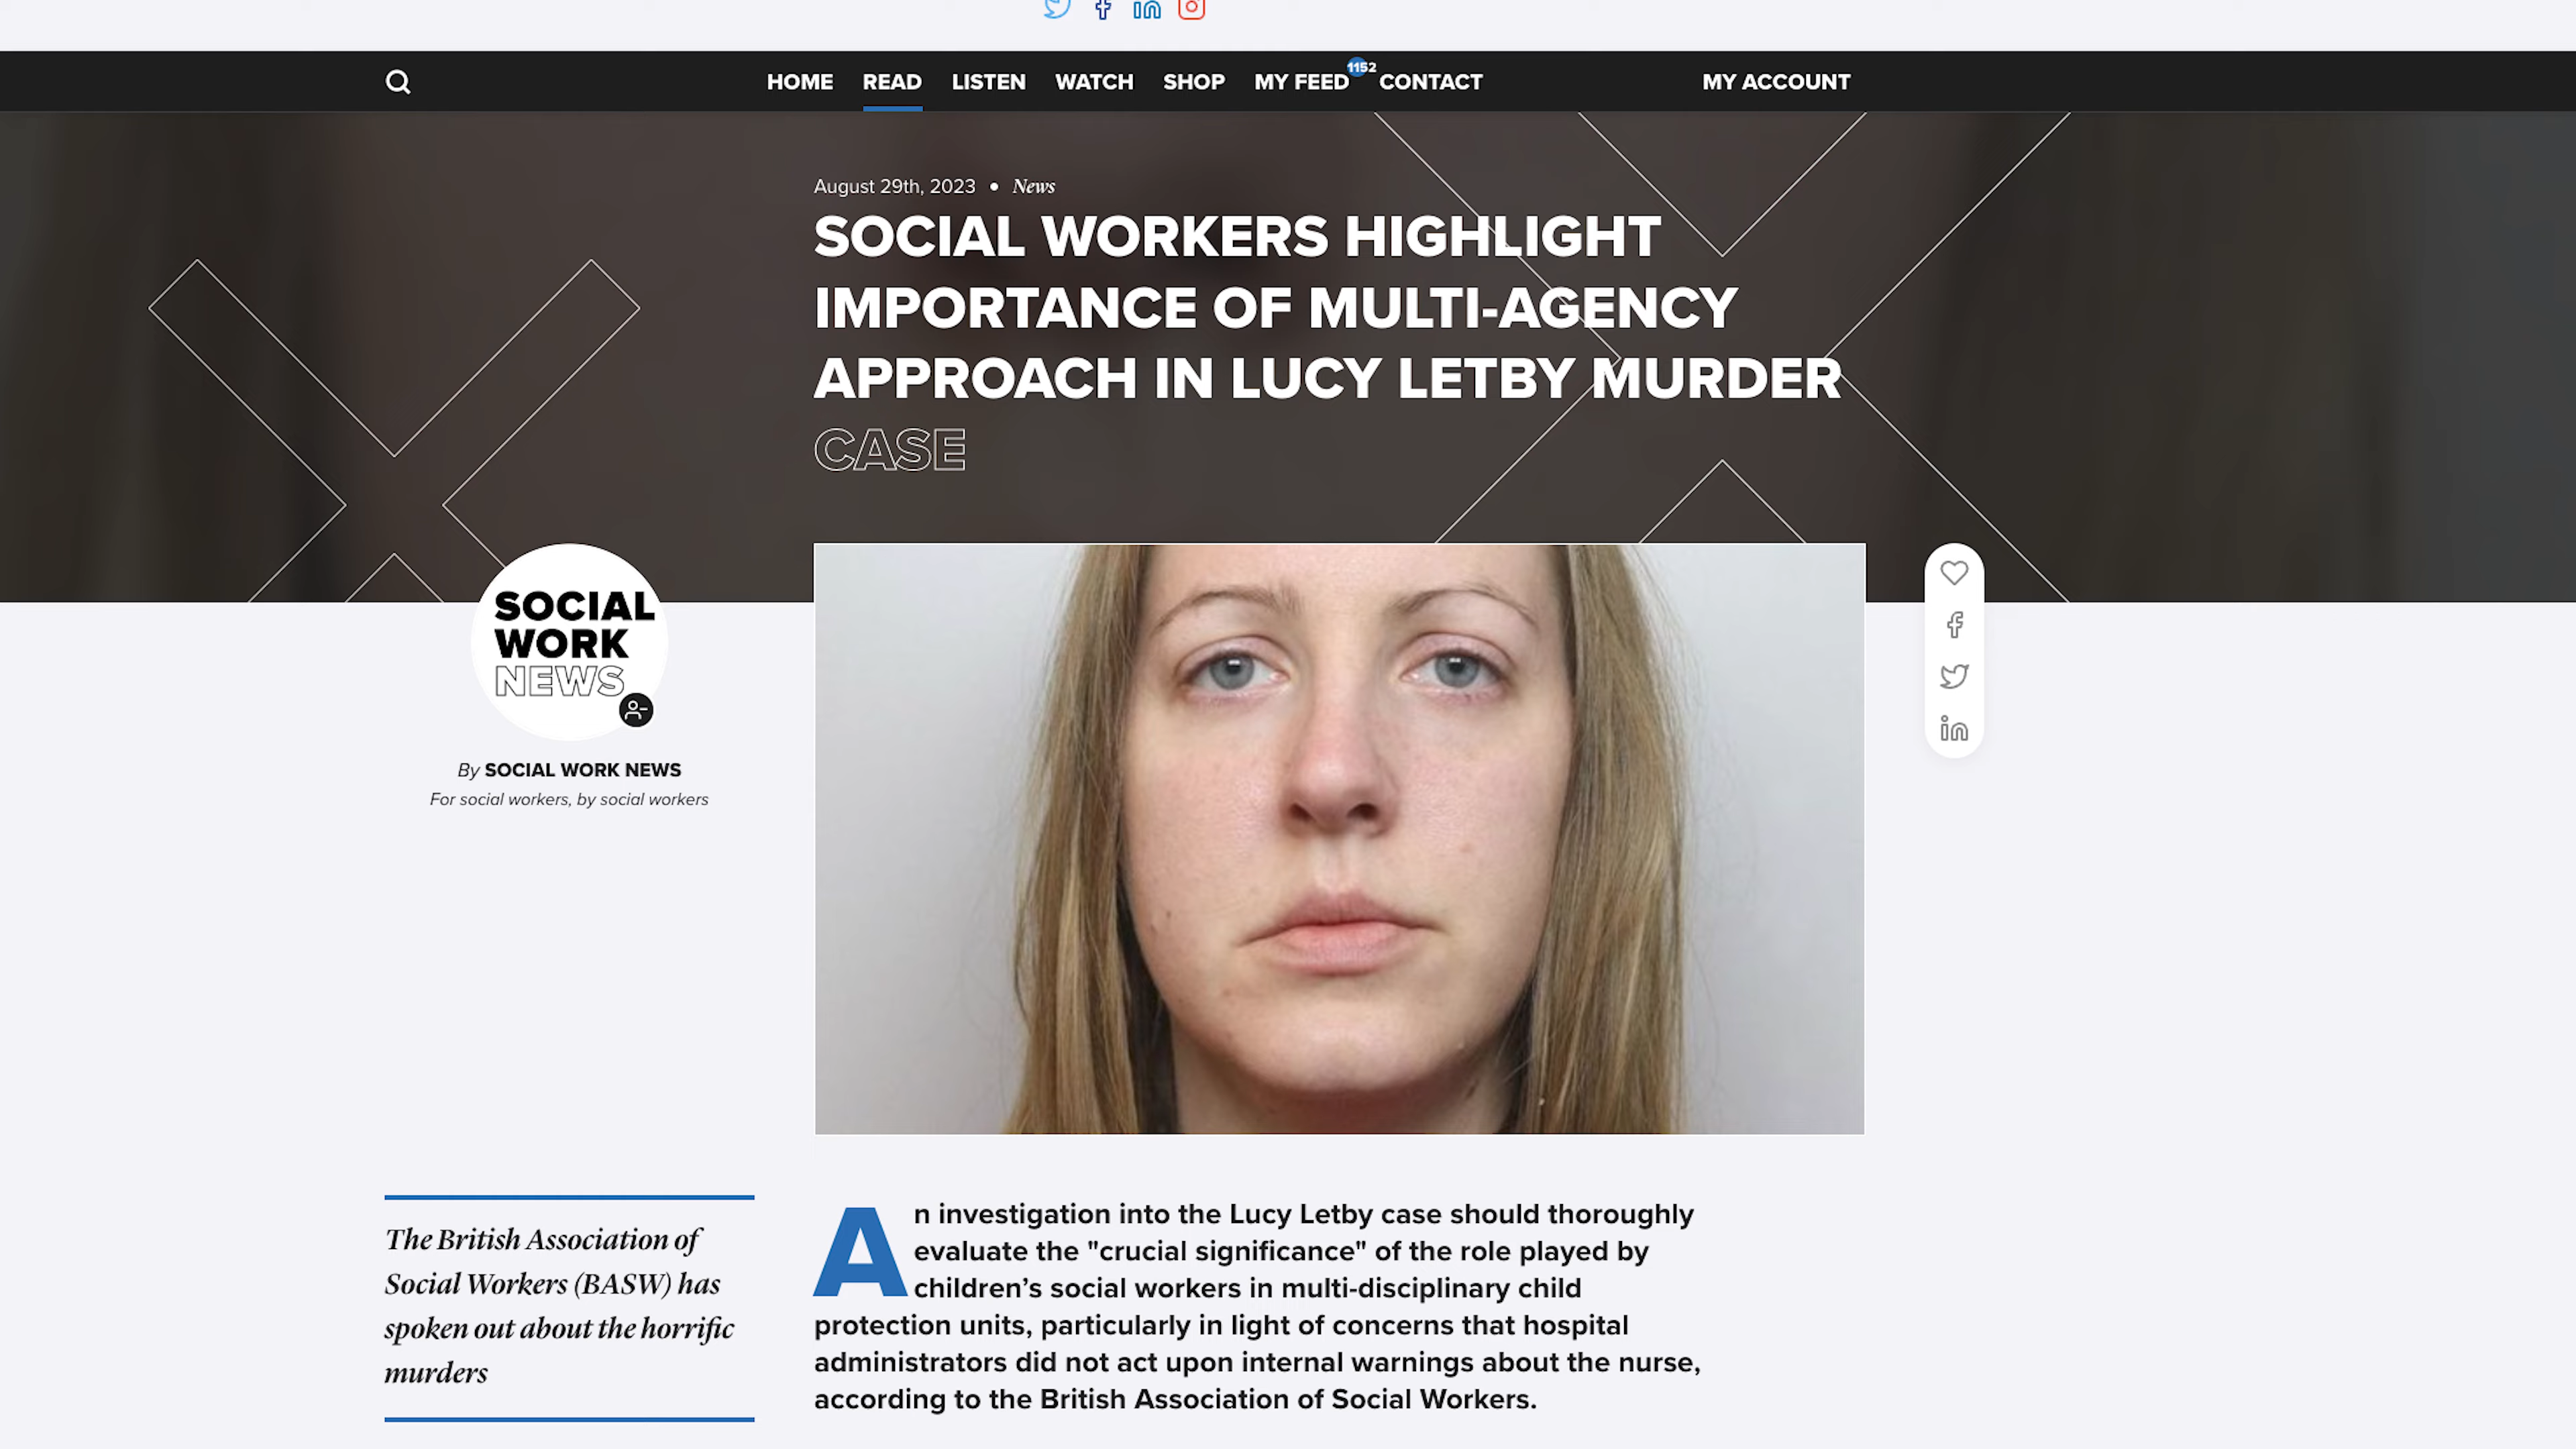 HOME READ LISTEN WATCH SHOP MY FEED 1152 CONTACT MY ACCOUNT
August 29th, 2023 • News
SOCIAL WORKERS HIGHLIGHT
IMPORTANCE OF MULTI-AGENCY
APPROACH IN LUCY LETBY MURDER
CASE
SOCIAL
WORK
NEWS
By SOCIAL WORK NEWS
For social workers, by social workers
The British Association of
Social Workers (BASW) has
spoken out about the horrific
murders
An investigation into the Lucy Letby case should thoroughly
evaluate the "crucial significance" of the role played by
children’s social workers in multi-disciplinary child
protection units, particularly in light of concerns that hospital
administrators did not act upon internal warnings about the nurse,
according to the British Association of Social Workers.